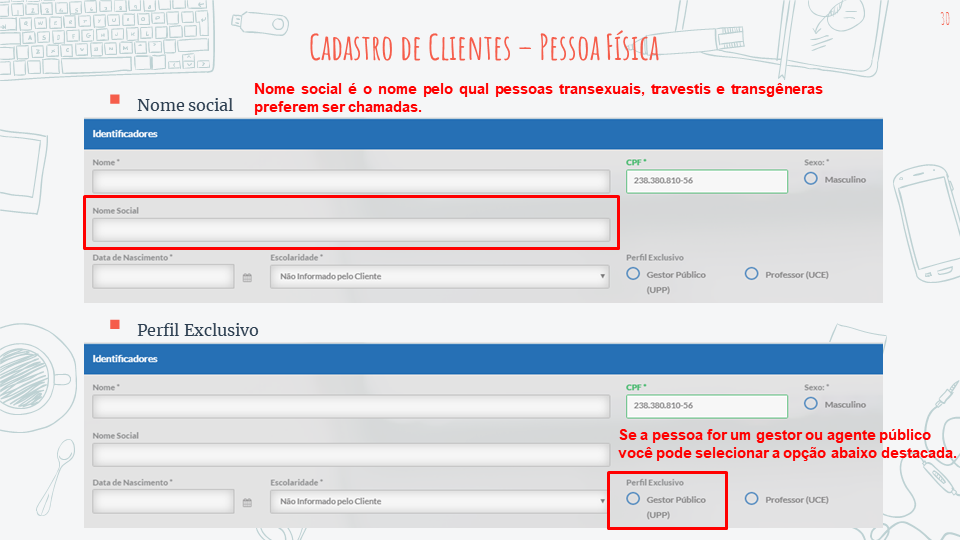 30
CADASTRO DE CLIENTES – PESSOA FÍSICA
Nome social é o nome pelo qual pessoas transexuais, travestis e transgêneras
preferem ser chamadas.
Nome social
Identificadores
Nome * CPF * Sexo: *
238.380.810-56 Masculino
Nome Social
Data de Nascimento * Escolaridade * Perfil Exclusivo
Não Informado pelo Cliente Gestor Público Professor (UCE)
(UPP)
Perfil Exclusivo
Identificadores
Nome * CPF * Sexo: *
238.380.810-56 Masculino
Nome Social
Se a pessoa for um gestor ou agente público
você pode selecionar a opção abaixo destacada.
Data de Nascimento * Escolaridade * Perfil Exclusivo
Não Informado pelo Cliente Gestor Público Professor (UCE)
(UPP)